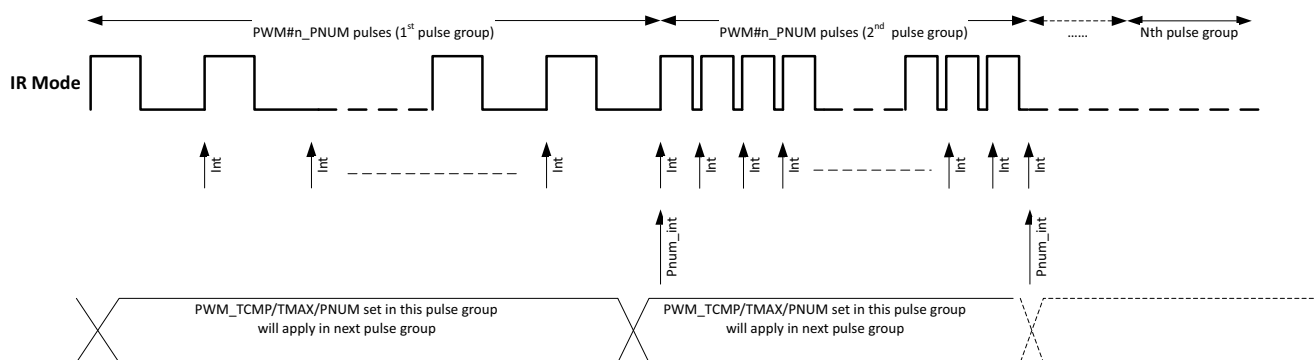 PWM#n_PNUM pulses (1st pulse group)
PWM#n_PNUM pulses (2nd pulse group)
......
Nth pulse group
IR Mode
Int
Int
Int
Int
Int
Int
Int
Int
Int
Int
Pnum_int
Pnum_int
PWM_TCMP/TMAX/PNUM set in this pulse group
will apply in next pulse group
PWM_TCMP/TMAX/PNUM set in this pulse group
will apply in next pulse group